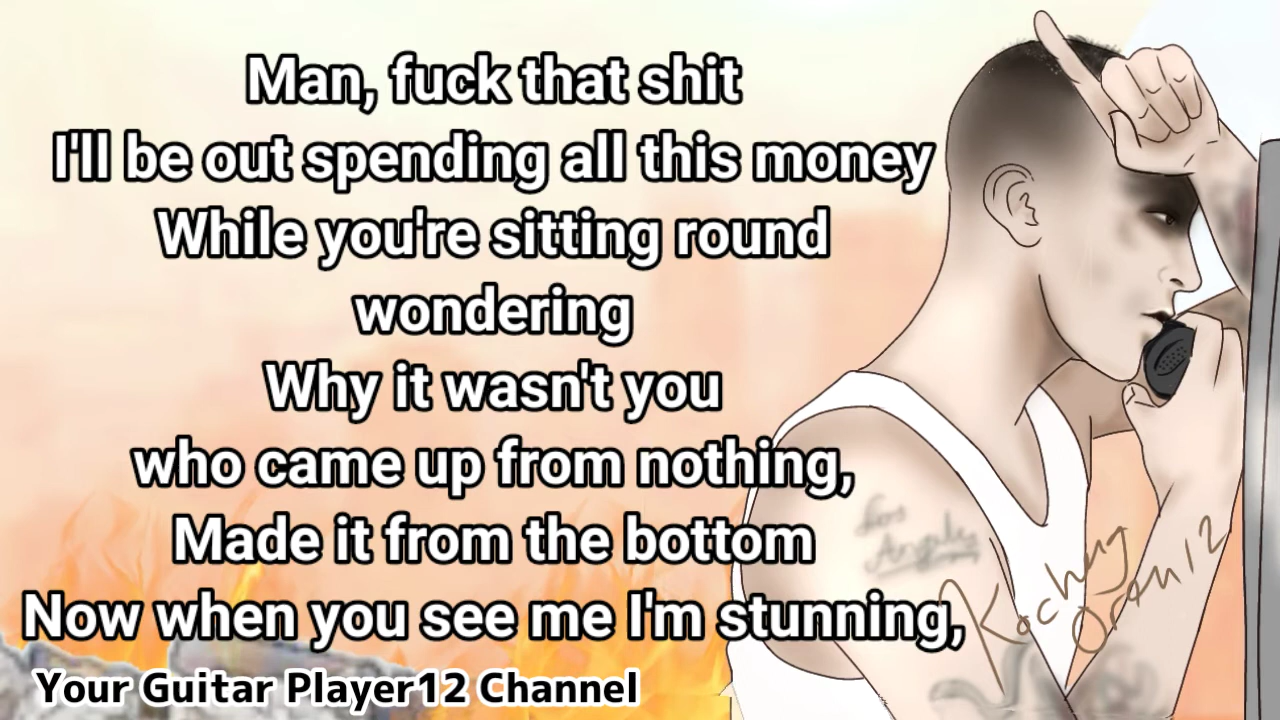 Man, fuck that shit
I'll be out spending all this money
While you're sitting round
wondering
Why it wasn't you
who came up from nothing,
Made it from the bottom
Now when you see me I'm stunning,
Los
Angeles
Your Guitar Player12 Channel